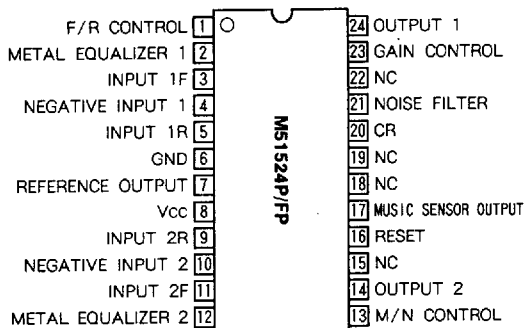 F/R CONTROL 1
METAL EQUALIZER 1 2
INPUT 1F 3
NEGATIVE INPUT 1 4
INPUT 1R 5
GND 6
REFERENCE OUTPUT 7
Vcc 8
INPUT 2R 9
NEGATIVE INPUT 2 10
INPUT 2F 11
METAL EQUALIZER 2 12
M51524P/FP
24 OUTPUT 1
23 GAIN CONTROL
22 NC
21 NOISE FILTER
20 CR
19 NC
18 NC
17 MUSIC SENSOR OUTPUT
16 RESET
15 NC
14 OUTPUT 2
13 M/N CONTROL